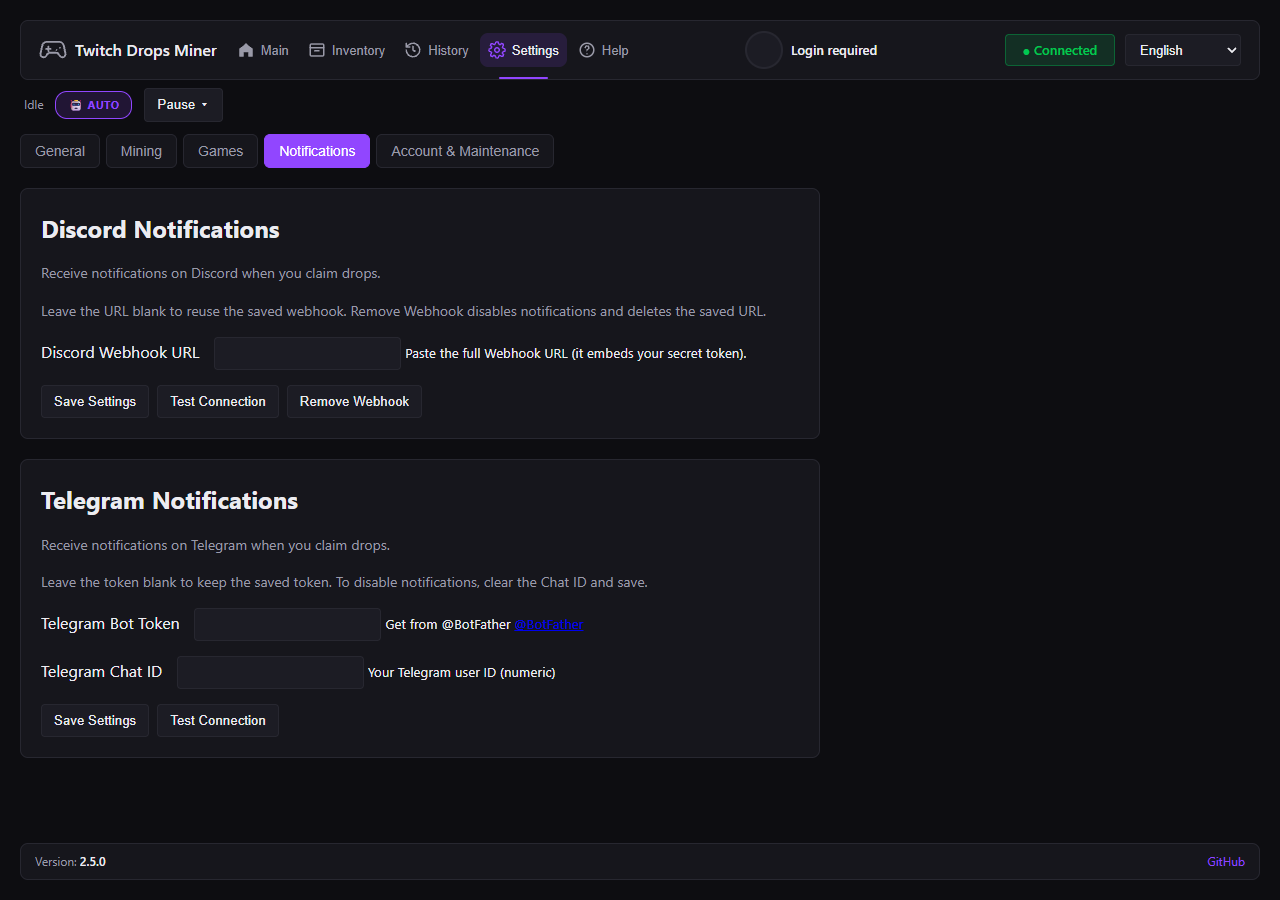 Twitch Drops Miner Main Inventory History Settings Help Login required ● Connected English
Idle AUTO Pause
General Mining Games Notifications Account & Maintenance
Discord Notifications
Receive notifications on Discord when you claim drops.
Leave the URL blank to reuse the saved webhook. Remove Webhook disables notifications and deletes the saved URL.
Discord Webhook URL Paste the full Webhook URL (it embeds your secret token).
Save Settings Test Connection Remove Webhook
Telegram Notifications
Receive notifications on Telegram when you claim drops.
Leave the token blank to keep the saved token. To disable notifications, clear the Chat ID and save.
Telegram Bot Token Get from @BotFather @BotFather
Telegram Chat ID Your Telegram user ID (numeric)
Save Settings Test Connection
Version: 2.5.0 GitHub